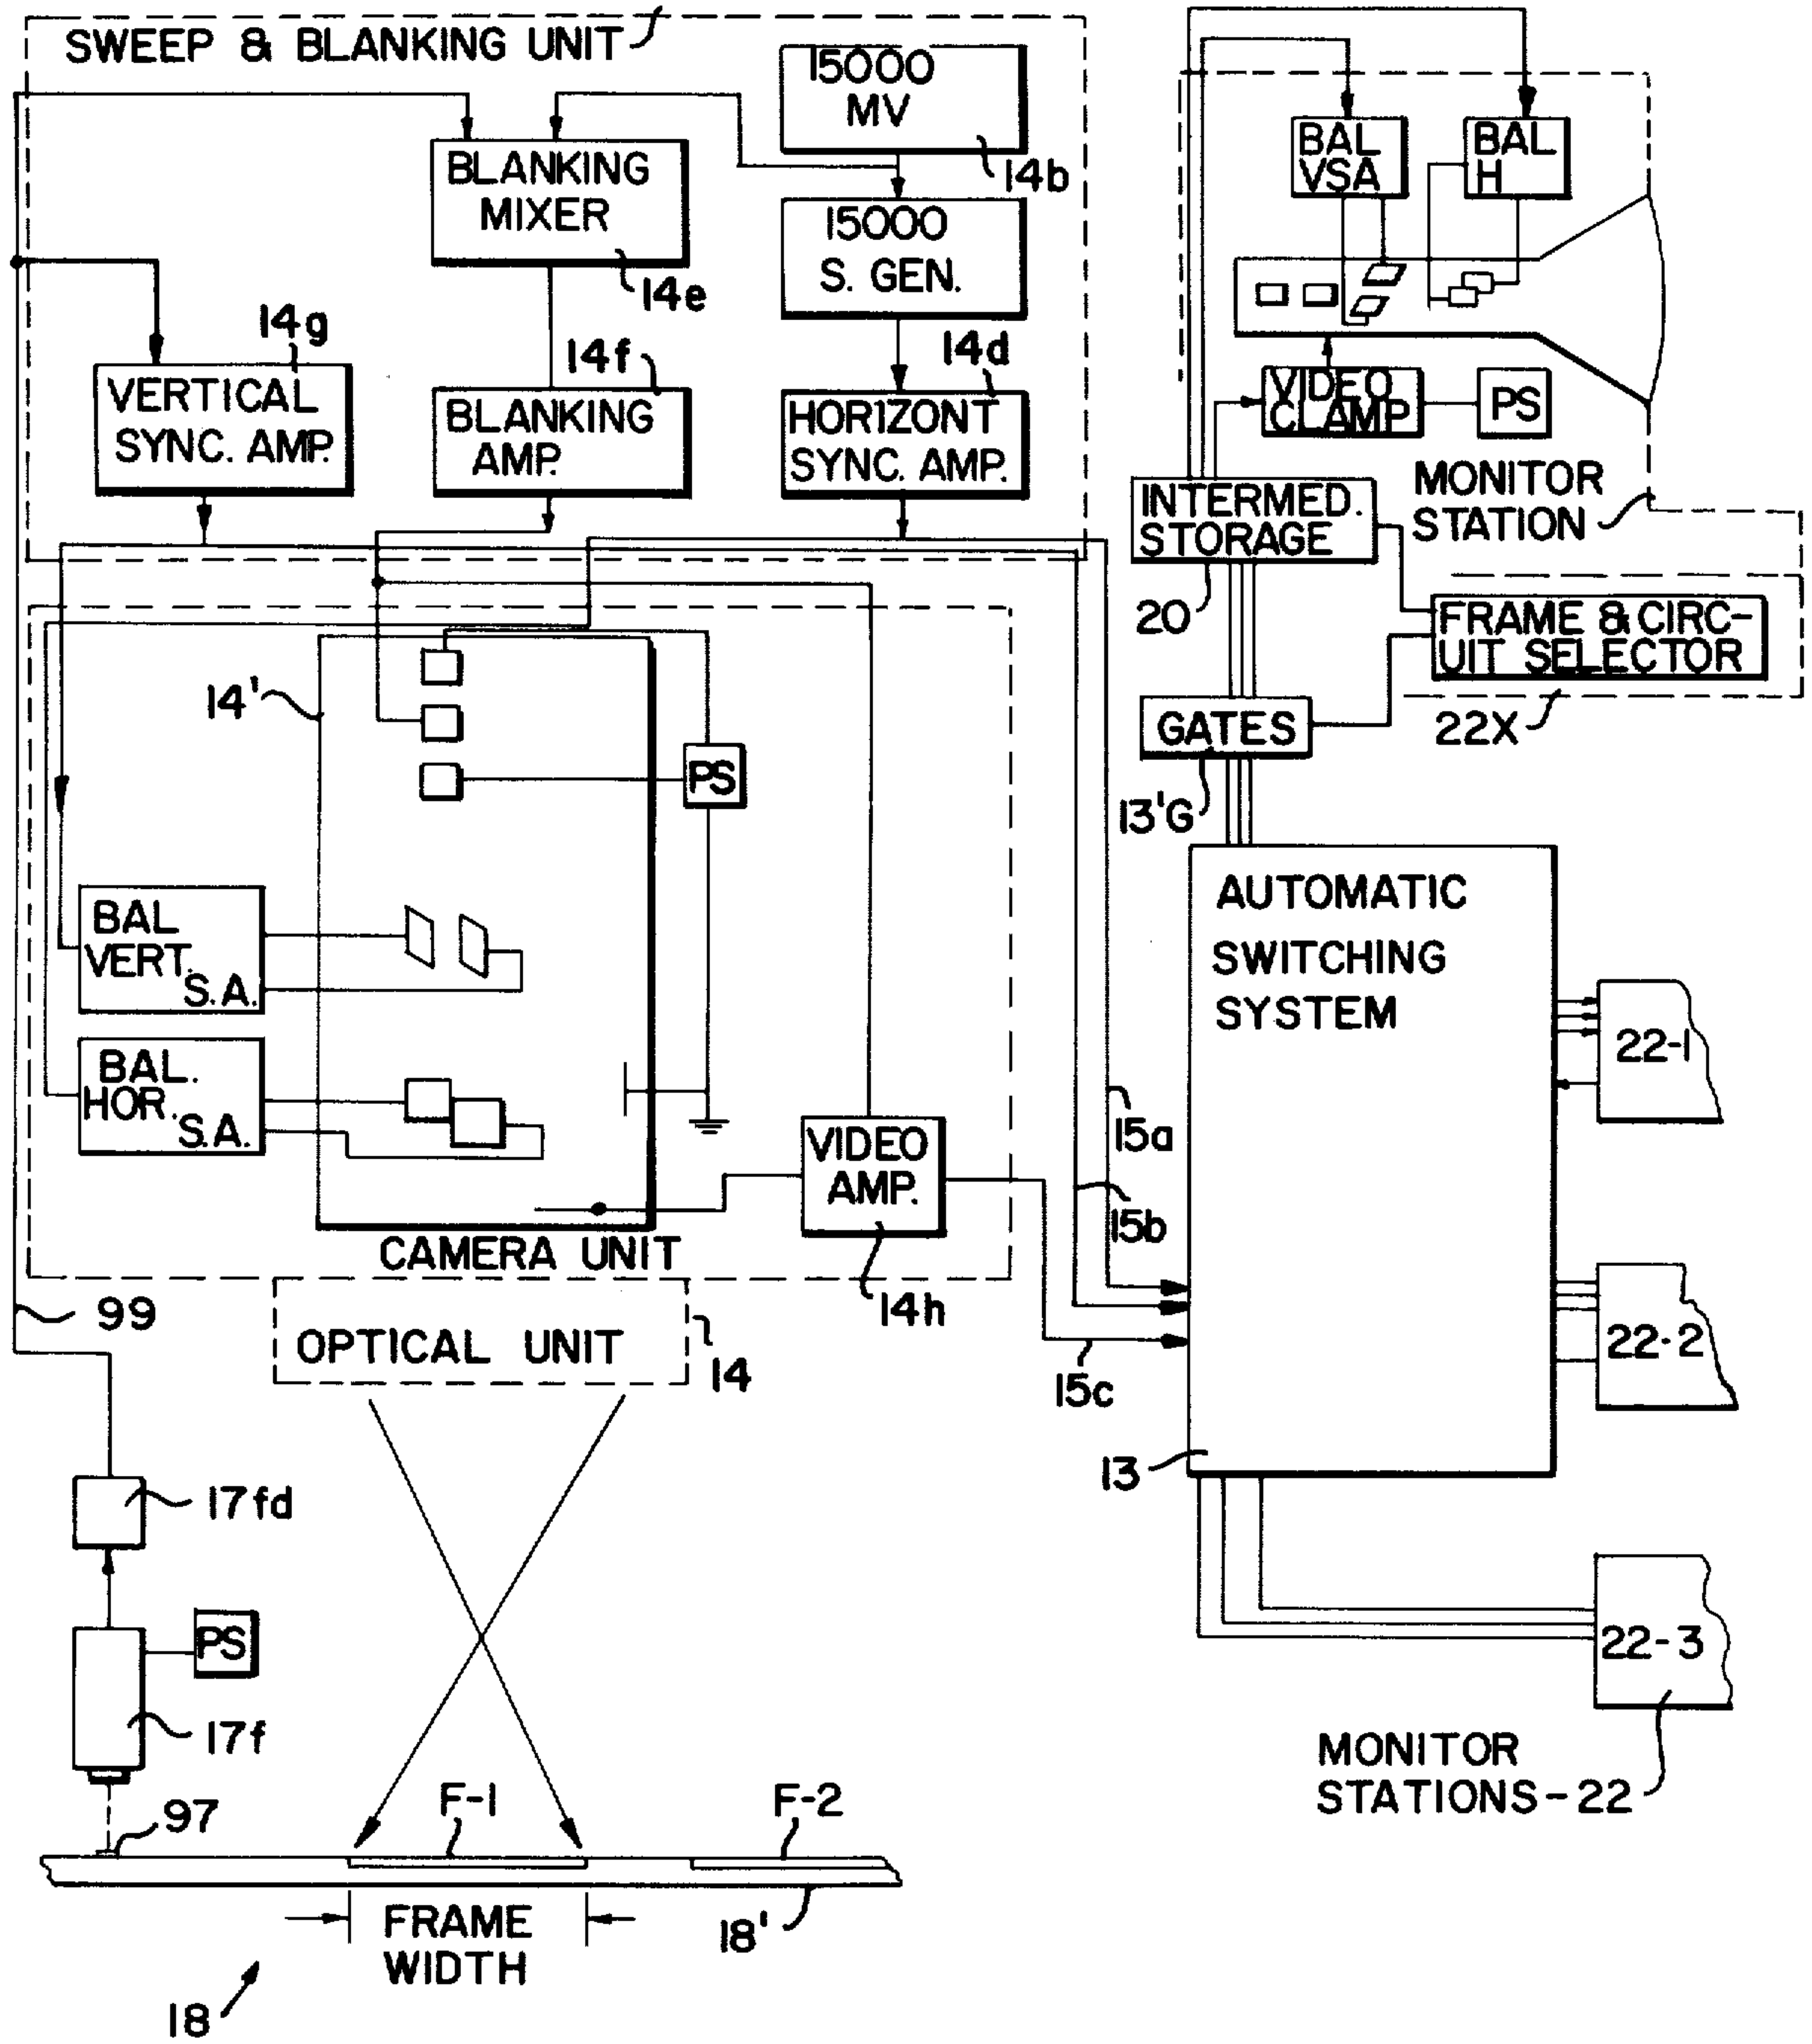 SWEEP & BLANKING UNIT
15000
MV
14b
BLANKING
MIXER
14e
15000
S. GEN.
14g
VERTICAL
SYNC. AMP.
14f
BLANKING
AMP.
14d
HORIZONT
SYNC. AMP.
BAL
VSA
BAL
H
VIDEO
CLAMP
PS
MONITOR
STATION
INTERMED.
STORAGE
20
FRAME & CIRC-
UIT SELECTOR
22X
GATES
13'G
14'
PS
BAL
VERT.
S.A.
BAL.
HOR.
S.A.
VIDEO
AMP.
14h
CAMERA UNIT
15a
15b
15c
AUTOMATIC
SWITCHING
SYSTEM
13
22-1
22-2
22-3
MONITOR
STATIONS-22
99
OPTICAL UNIT
14
17fd
PS
17f
97
F-1
F-2
FRAME
WIDTH
18'
18